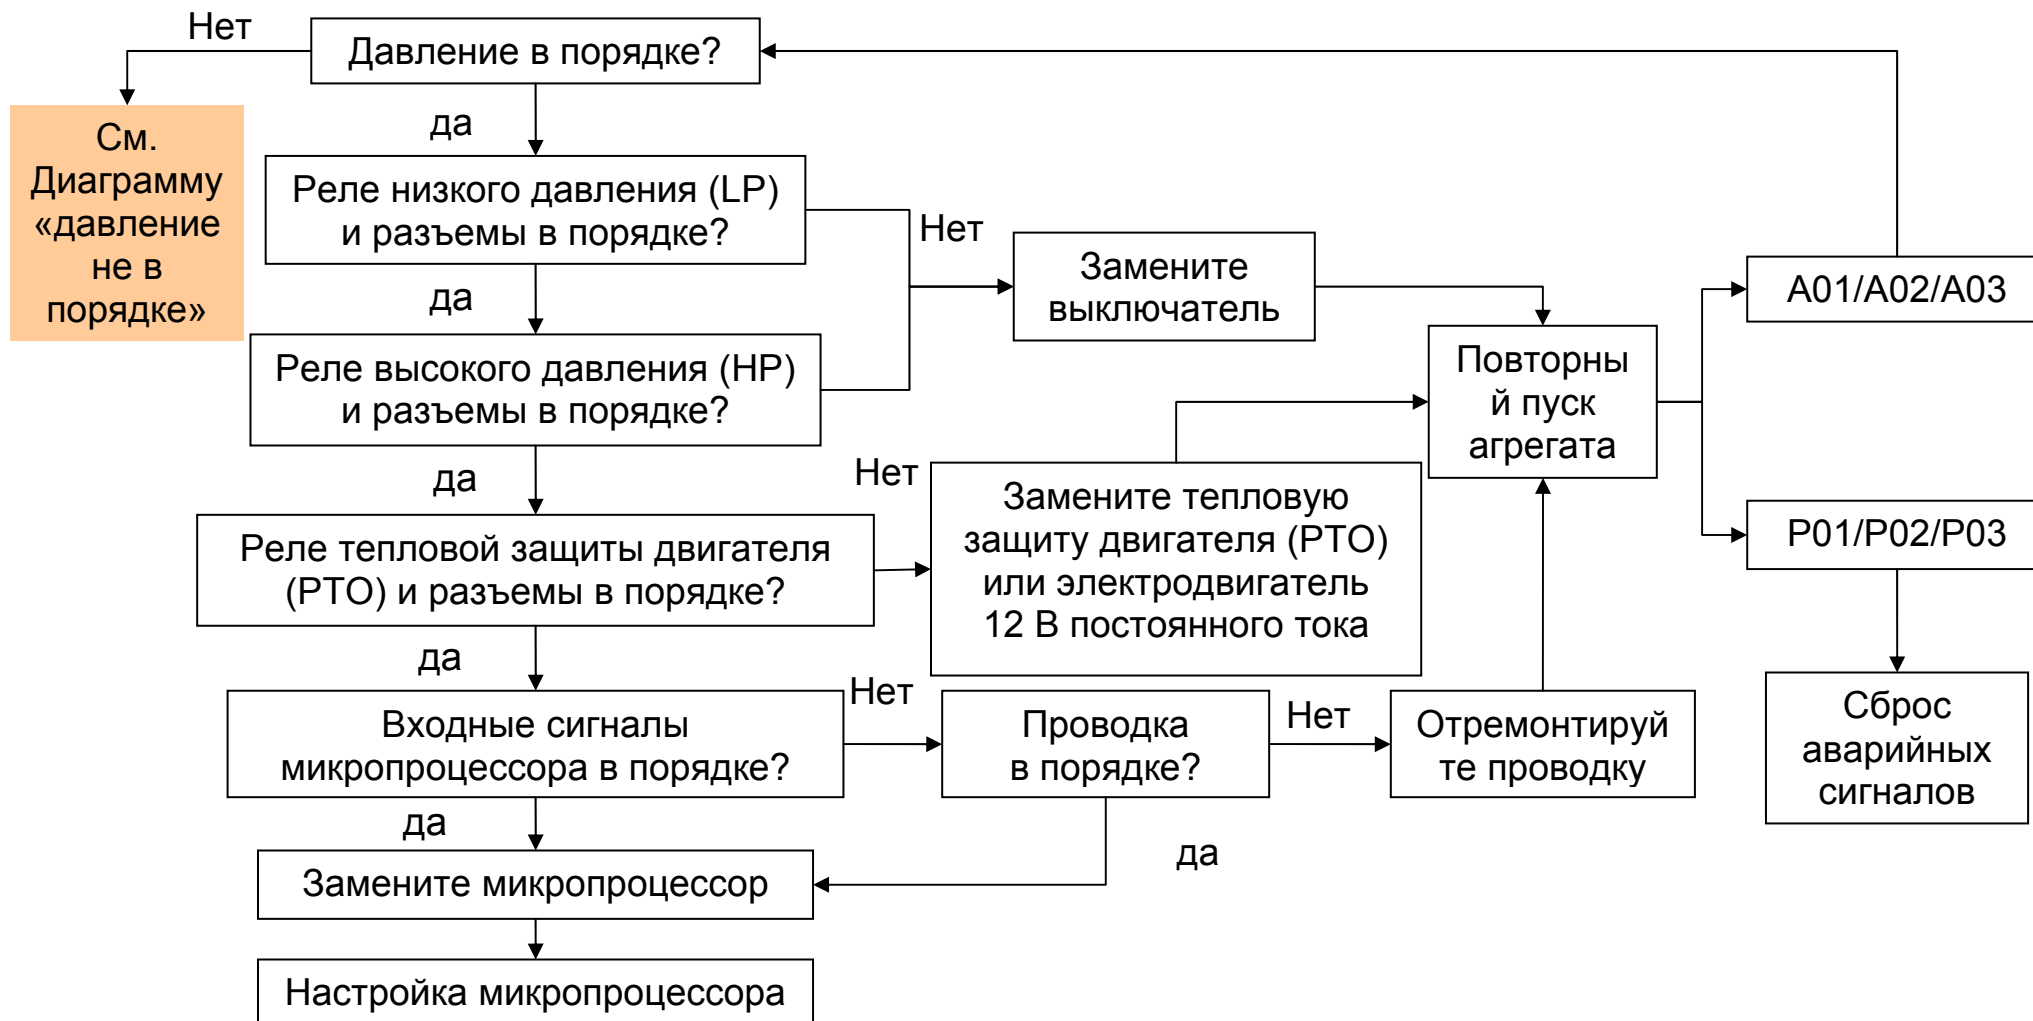 Нет
Давление в порядке?
См.
Диаграмму
«давление
не в
порядке»
да
Реле низкого давления (LP)
и разъемы в порядке?
Нет
Замените
выключатель
A01/A02/A03
да
Реле высокого давления (HP)
и разъемы в порядке?
Повторны
й пуск
агрегата
да
Нет
Замените тепловую
защиту двигателя (PTO)
или электродвигатель
12 В постоянного тока
P01/P02/P03
Реле тепловой защиты двигателя
(PTO) и разъемы в порядке?
да
Входные сигналы
микропроцессора в порядке?
Нет
Проводка
в порядке?
Нет
Отремонтируй
те проводку
Сброс
аварийных
сигналов
да
да
Замените микропроцессор
Настройка микропроцессора